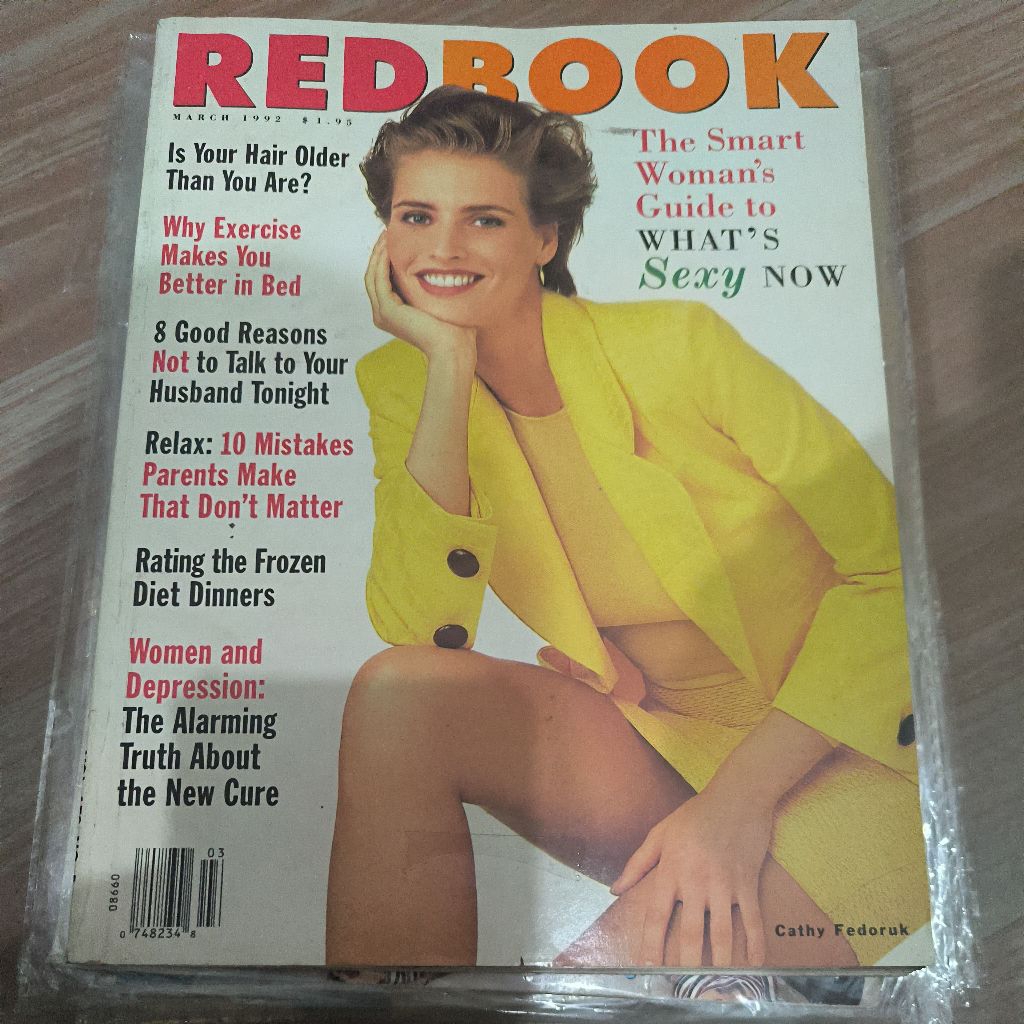 REDBOOK
MARCH 1992 $1.95
Is Your Hair Older
Than You Are?
Why Exercise
Makes You
Better in Bed
8 Good Reasons
Not to Talk to Your
Husband Tonight
Relax: 10 Mistakes
Parents Make
That Don't Matter
Rating the Frozen
Diet Dinners
Women and
Depression:
The Alarming
Truth About
the New Cure
The Smart
Woman's
Guide to
WHAT'S
Sexy NOW
03
08660
0 748234 8
Cathy Fedoruk